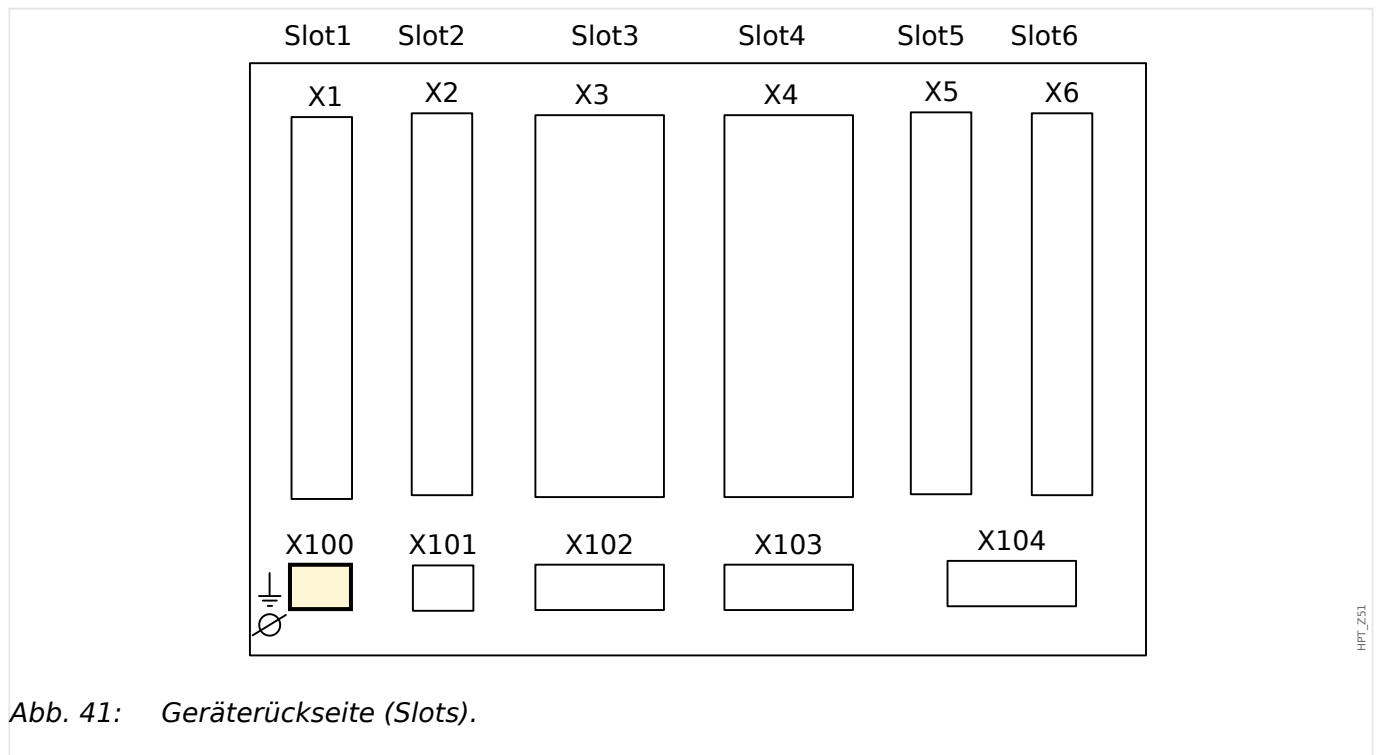 Slot1 Slot2 Slot3 Slot4 Slot5 Slot6
X1 X2 X3 X4 X5 X6
X100 X101 X102 X103 X104
HPT_Z51
Abb. 41: Geräterückseite (Slots).